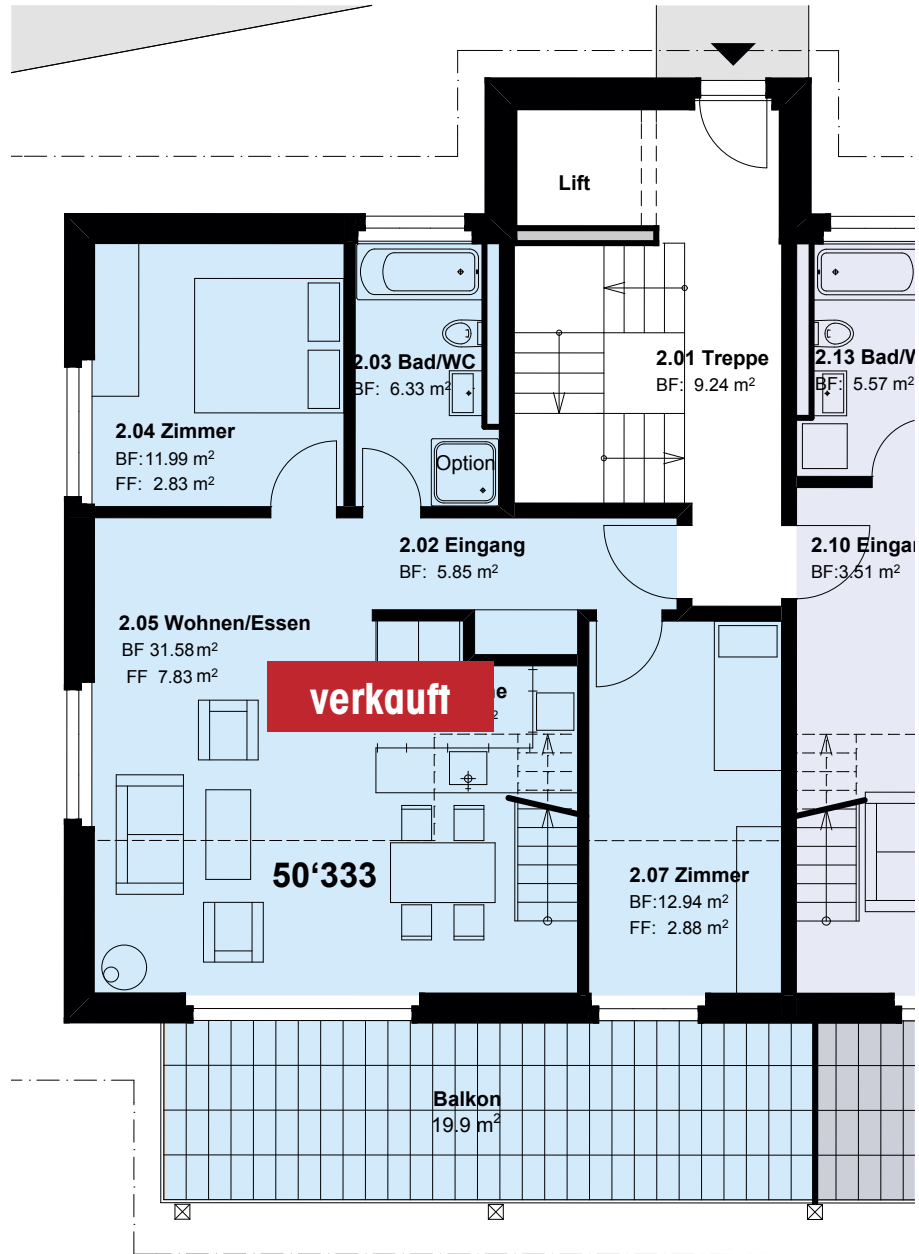 Lift
2.03 Bad/WC
BF: 6.33 m²
2.01 Treppe
BF: 9.24 m²
2.13 Bad/W
BF: 5.57 m²
2.04 Zimmer
BF:11.99 m²
FF: 2.83 m²
Option
2.02 Eingang
BF: 5.85 m²
2.10 Eingan
BF:3.51 m²
2.05 Wohnen/Essen
BF 31.58 m²
FF 7.83 m²
verkauft
50‘333
2.07 Zimmer
BF:12.94 m²
FF: 2.88 m²
Balkon
19.9 m²